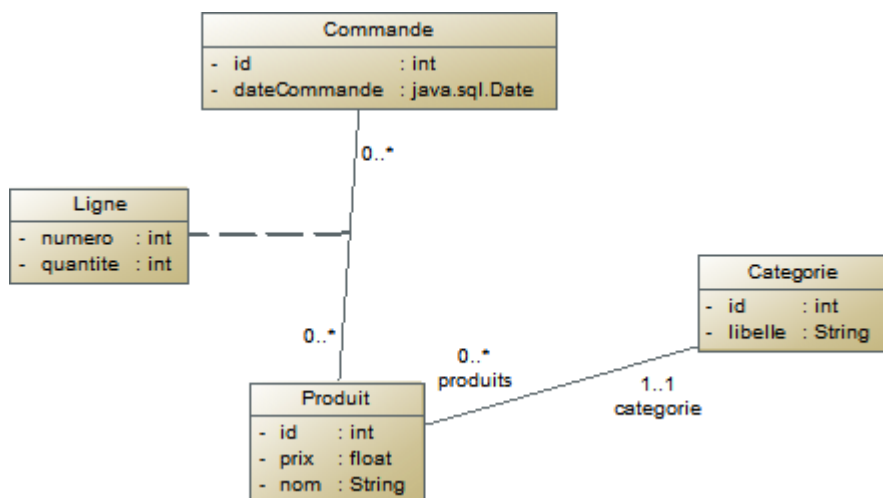 Commande
- id : int
- dateCommande : java.sql.Date
0..*
Ligne
- numero : int
- quantite : int
Categorie
- id : int
- libelle : String
0..*
0..*
produits
1..1
categorie
Produit
- id : int
- prix : float
- nom : String